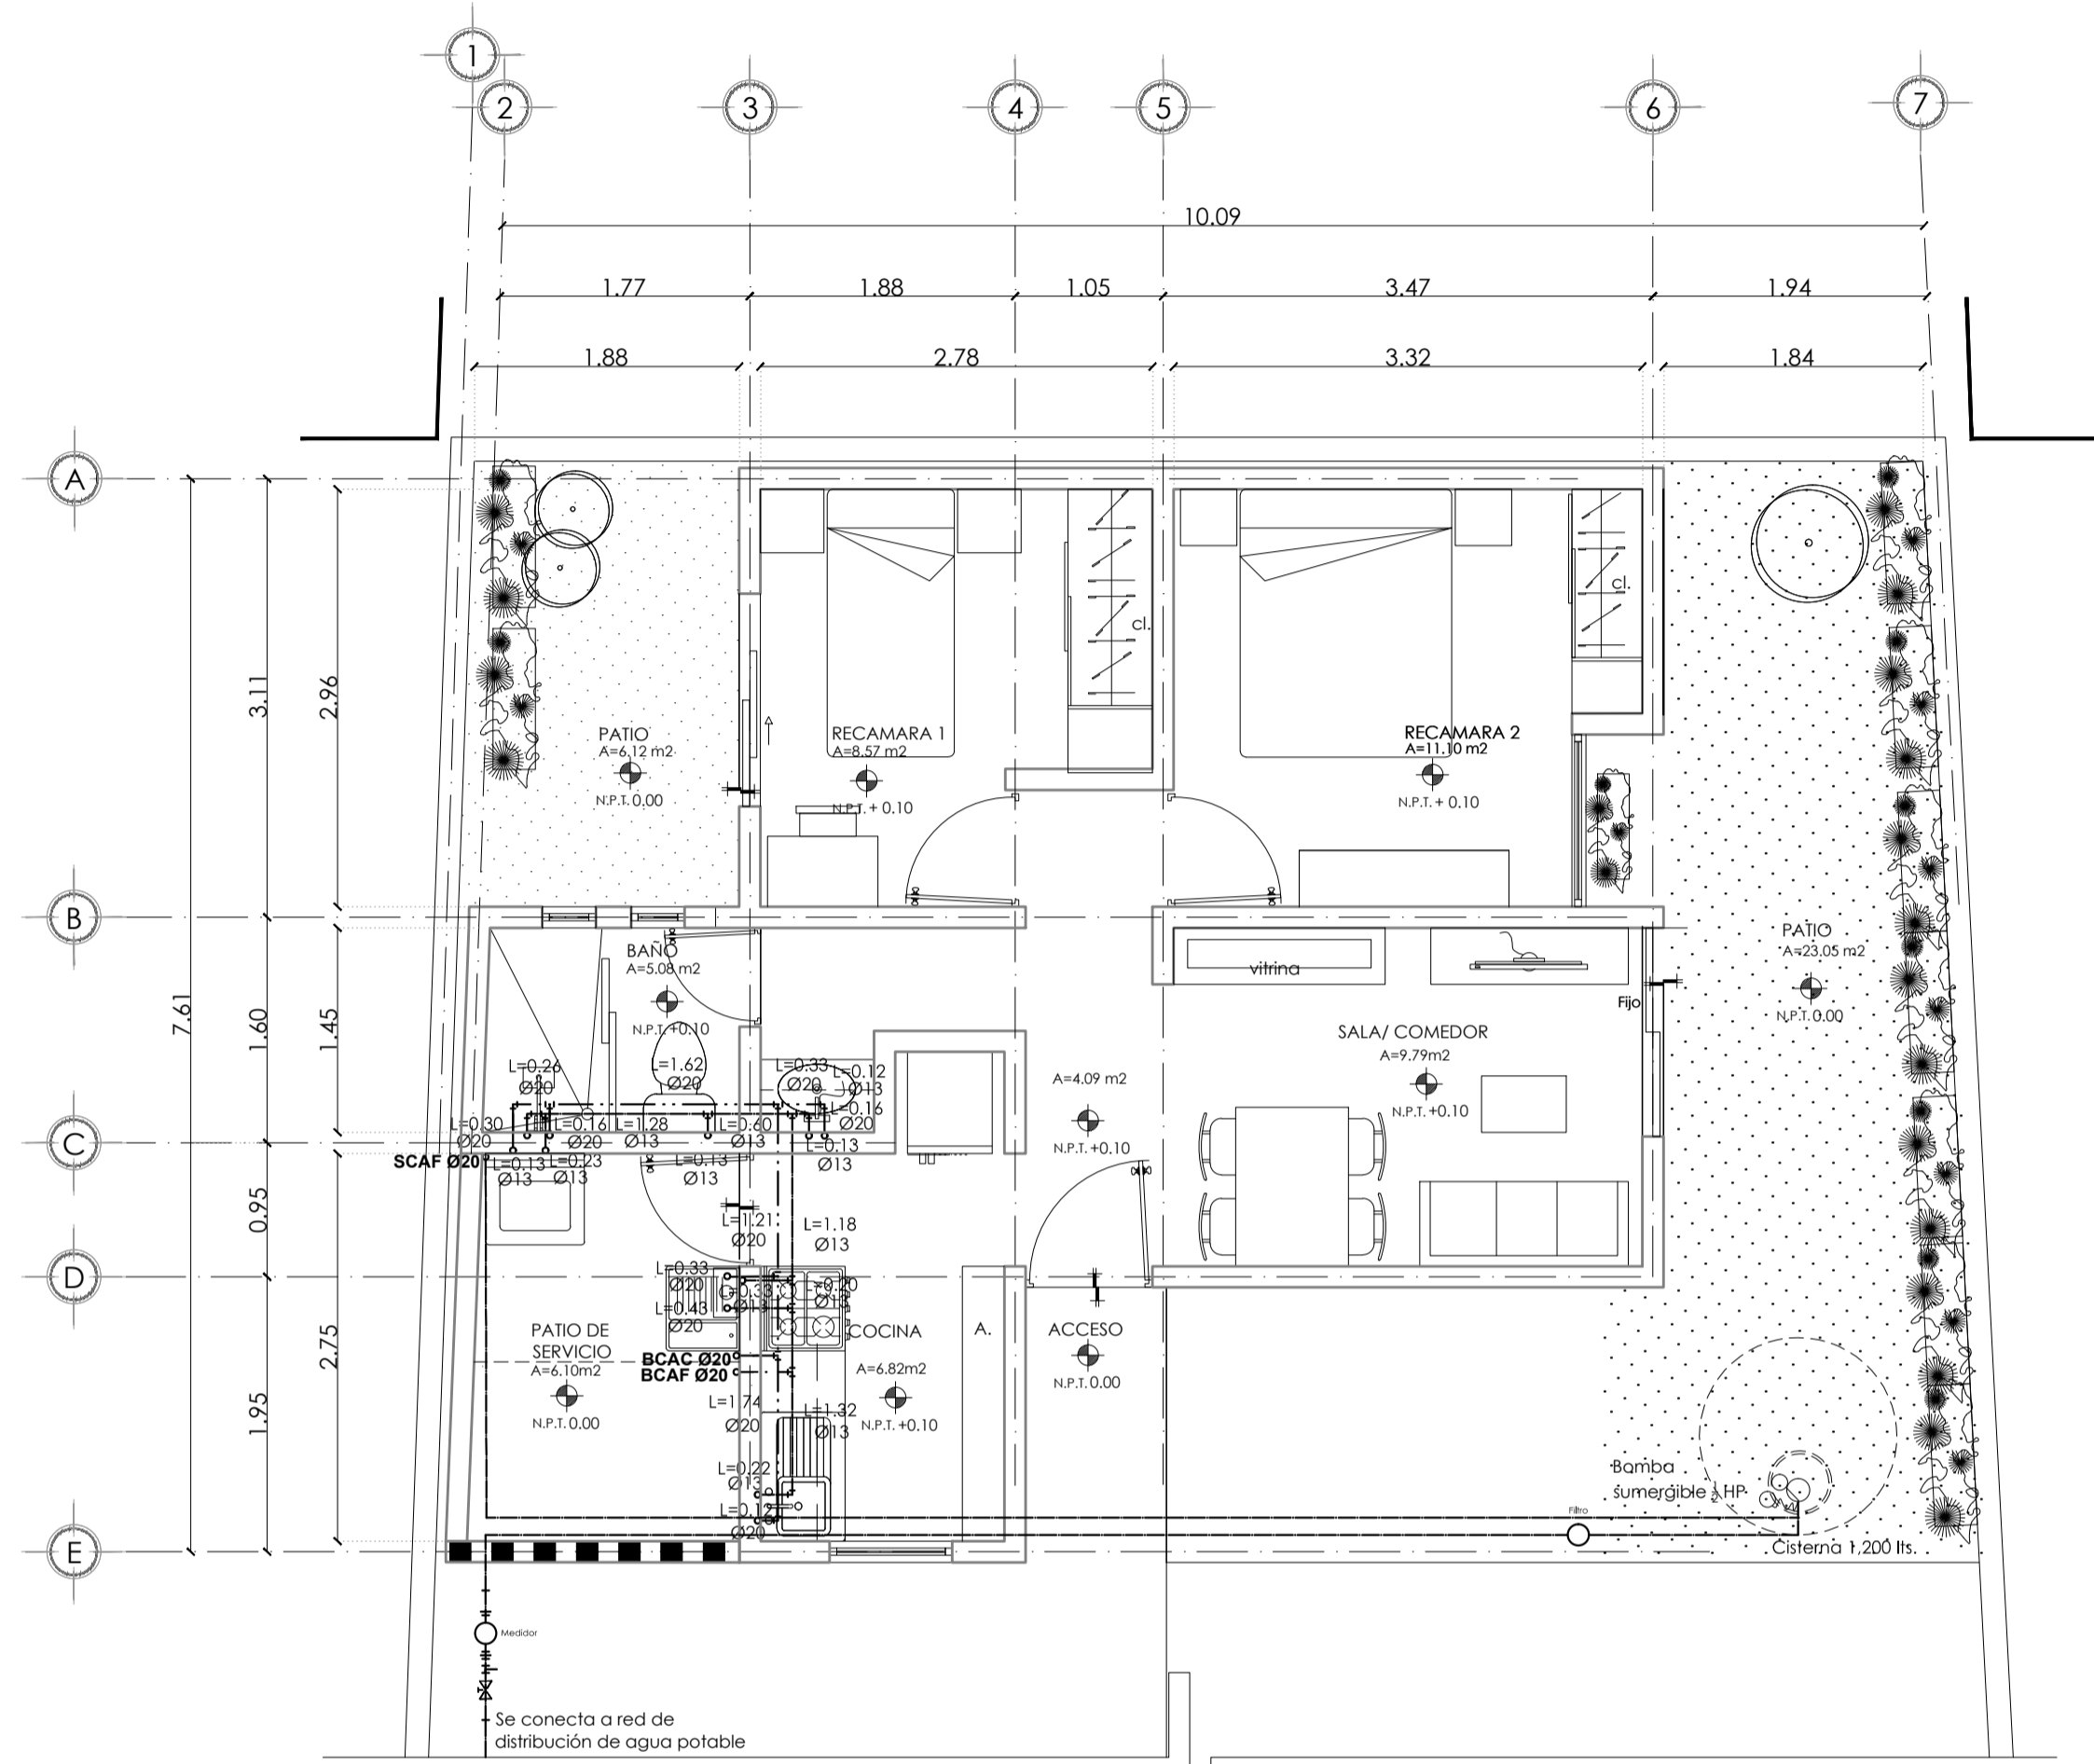 1
2
3
4
5
6
7
10.09
1.77
1.88
1.05
3.47
1.94
1.88
2.78
3.32
1.84
A
B
C
D
E
7.61
3.11
1.60
0.95
1.95
2.96
1.45
2.75
PATIO
A=6.12 m2
N.P.T. 0.00
RECAMARA 1
A=8.57 m2
N.P.T. + 0.10
cl.
RECAMARA 2
A=11.10 m2
N.P.T. + 0.10
cl.
PATIO
A=23.05 m2
N.P.T. 0.00
BAÑO
A=5.08 m2
N.P.T. +0.10
vitrina
Fijo
SALA/ COMEDOR
A=9.79m2
N.P.T. +0.10
A=4.09 m2
N.P.T. +0.10
L=0.26
Ø20
L=1.62
Ø20
L=0.33
Ø20
L=0.12
Ø13
L=0.16
Ø20
L=0.30
Ø20
L=0.16
Ø20
L=1.28
Ø13
L=0.60
Ø13
L=0.13
Ø13
SCAF Ø20
L=0.13
Ø13
L=0.23
Ø13
L=0.13
Ø13
L=1.21
Ø20
L=1.18
Ø13
L=0.33
Ø20
L=0.33
Ø13
L=0.20
Ø13
L=0.43
Ø20
PATIO DE
SERVICIO
A=6.10m2
N.P.T. 0.00
BCAC Ø20
BCAF Ø20
COCINA
A=6.82m2
N.P.T. +0.10
A.
ACCESO
N.P.T. 0.00
L=1.74
Ø20
L=1.32
Ø13
L=0.22
Ø13
L=0.12
Ø20
Bomba
sumergible ½ HP
Filtro
Cisterna 1,200 lts.
Medidor
Se conecta a red de
distribución de agua potable